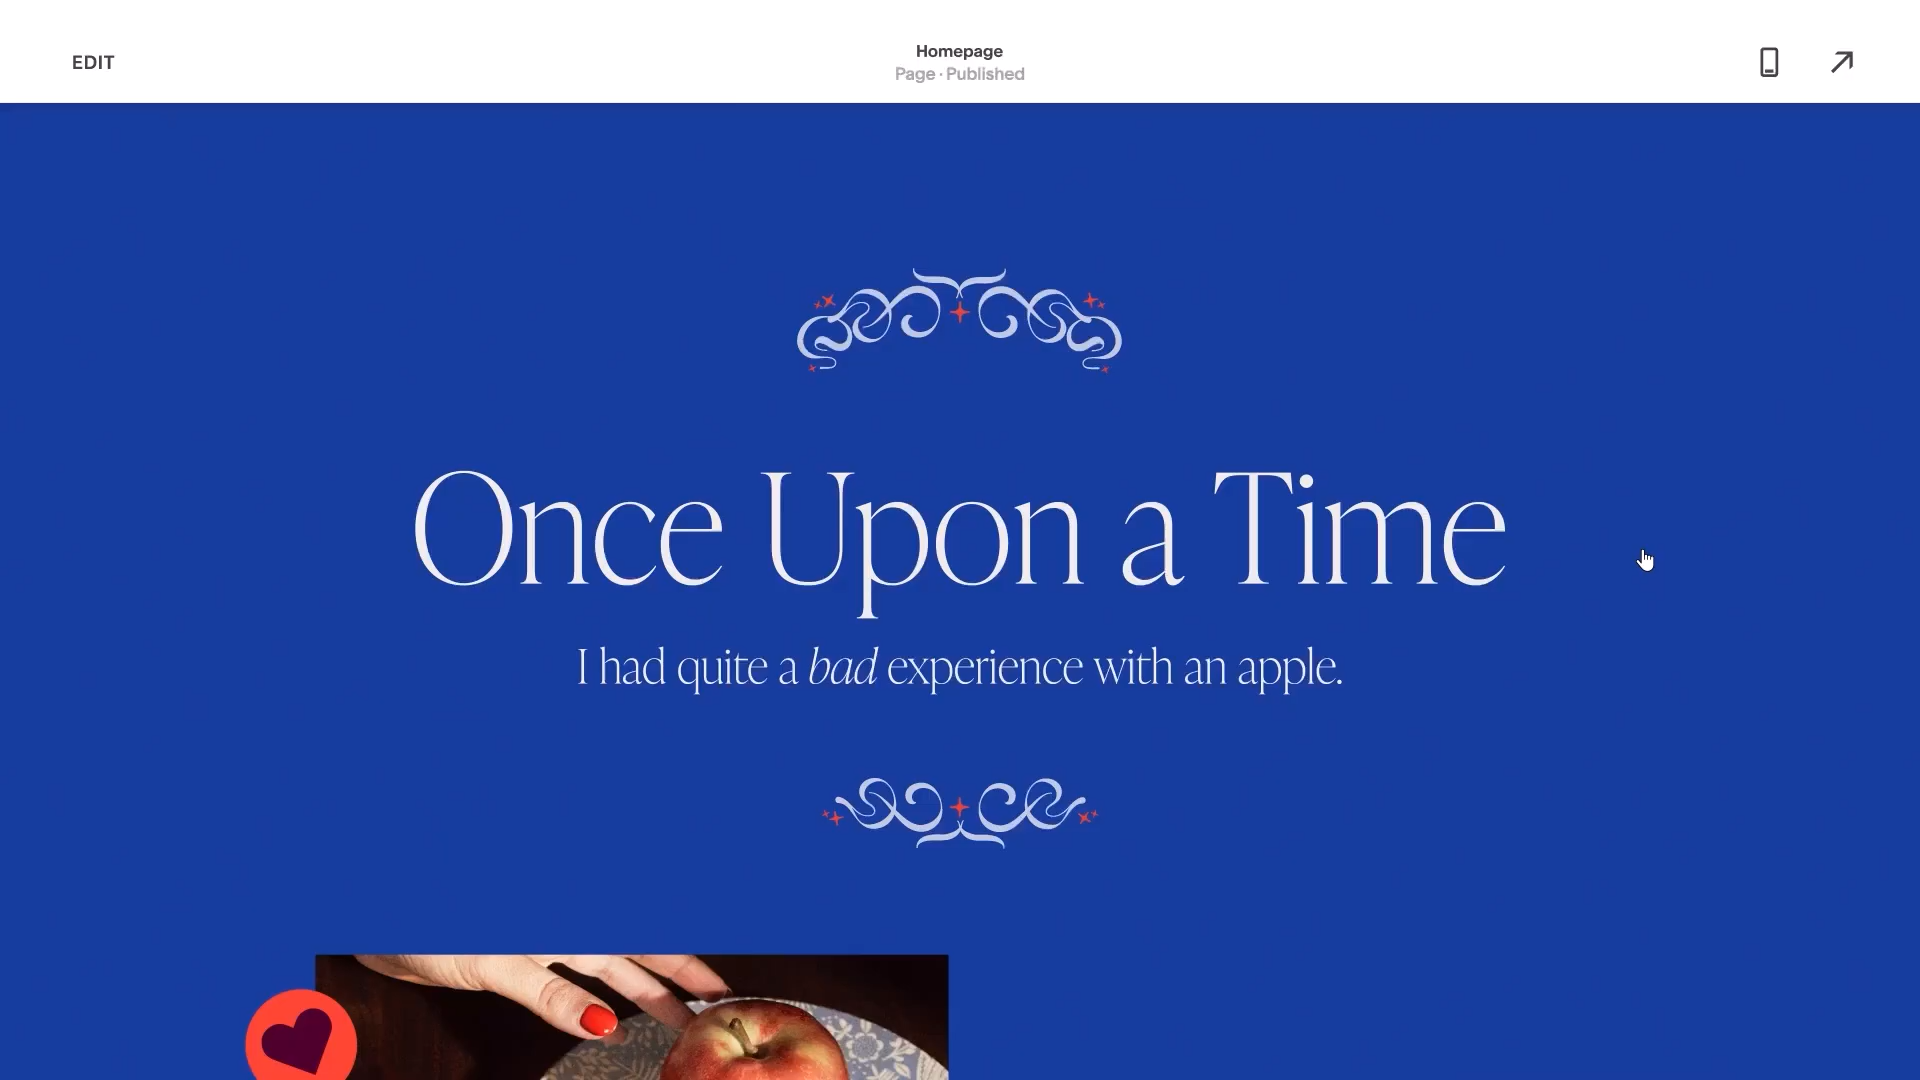 EDIT
Homepage
Page · Published
Once Upon a Time
I had quite a bad experience with an apple.